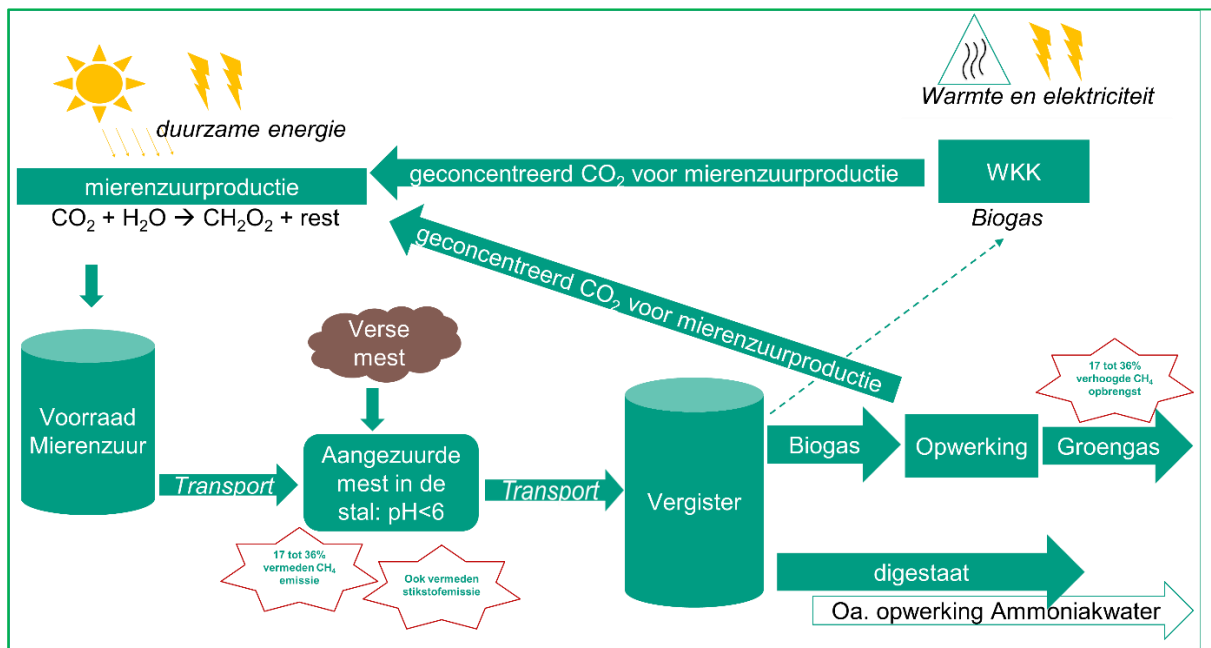 duurzame energie
Warmte en elektriciteit
mierenzuurproductie
CO₂ + H₂O → CH₂O₂ + rest
geconcentreerd CO₂ voor mierenzuurproductie
WKK
Biogas
geconcentreerd CO₂ voor mierenzuurproductie
Verse
mest
17 tot 36%
verhoogde CH₄
opbrengst
Voorraad
Mierenzuur
Transport
Aangezuurde
mest in de
stal: pH<6
Transport
Vergister
Biogas
Opwerking
Groengas
17 tot 36%
vermeden CH₄
emissie
Ook vermeden
stikstofemissie
digestaat
Oa. opwerking Ammoniakwater